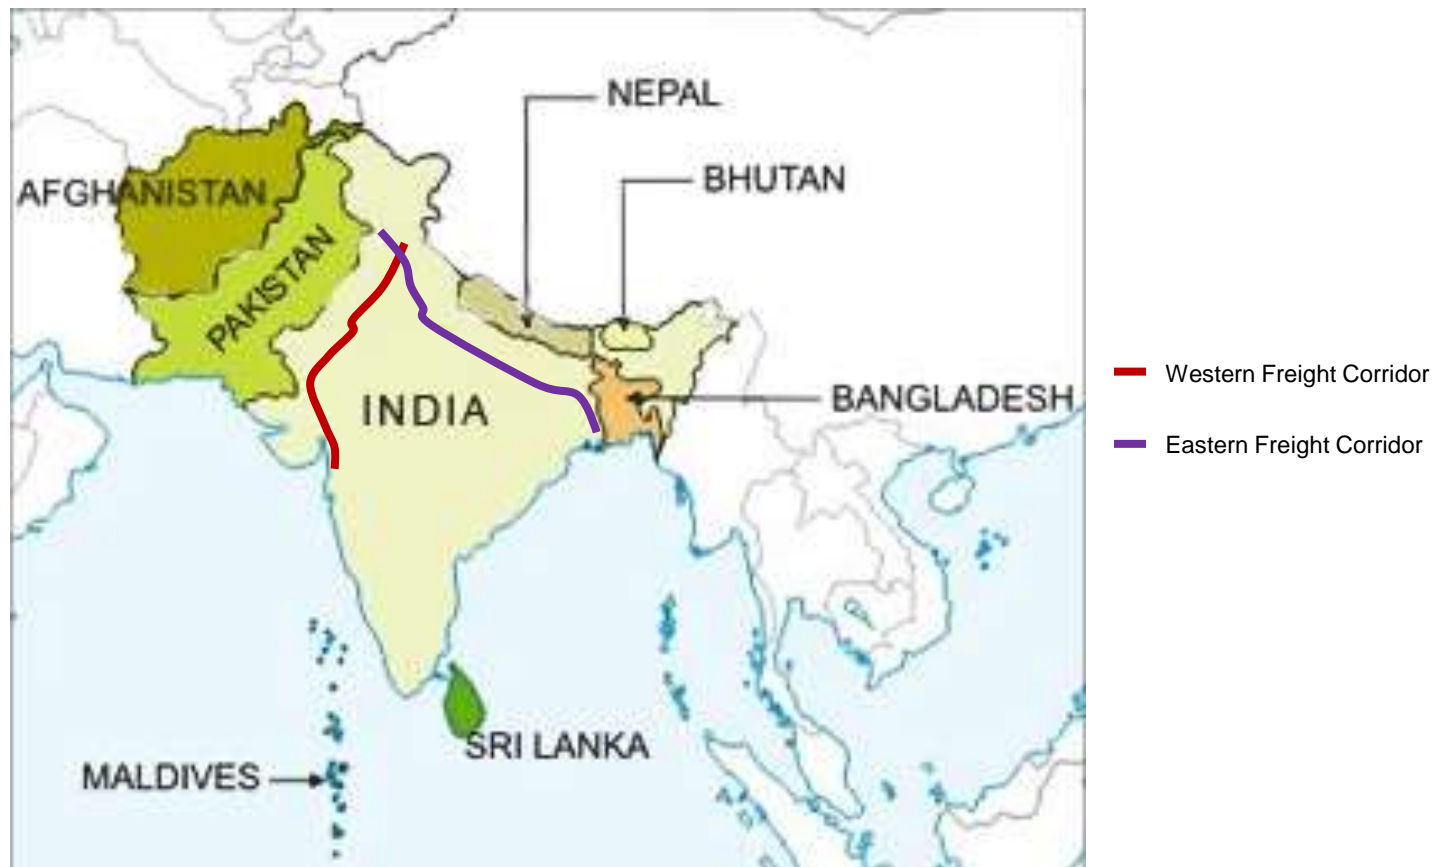 NEPAL
BHUTAN
AFGHANISTAN
PAKISTAN
INDIA
BANGLADESH
SRI LANKA
MALDIVES
Western Freight Corridor
Eastern Freight Corridor